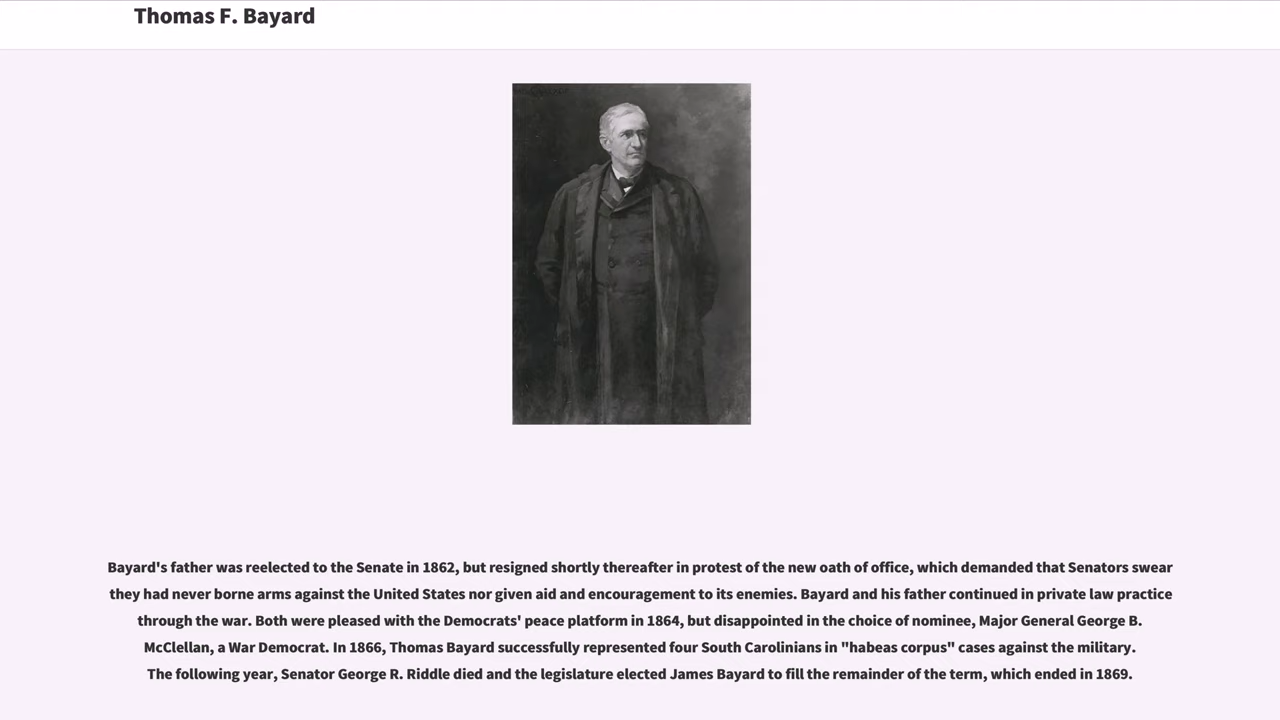 Thomas F. Bayard
Bayard's father was reelected to the Senate in 1862, but resigned shortly thereafter in protest of the new oath of office, which demanded that Senators swear
they had never borne arms against the United States nor given aid and encouragement to its enemies. Bayard and his father continued in private law practice
through the war. Both were pleased with the Democrats' peace platform in 1864, but disappointed in the choice of nominee, Major General George B.
McClellan, a War Democrat. In 1866, Thomas Bayard successfully represented four South Carolinians in "habeas corpus" cases against the military.
The following year, Senator George R. Riddle died and the legislature elected James Bayard to fill the remainder of the term, which ended in 1869.